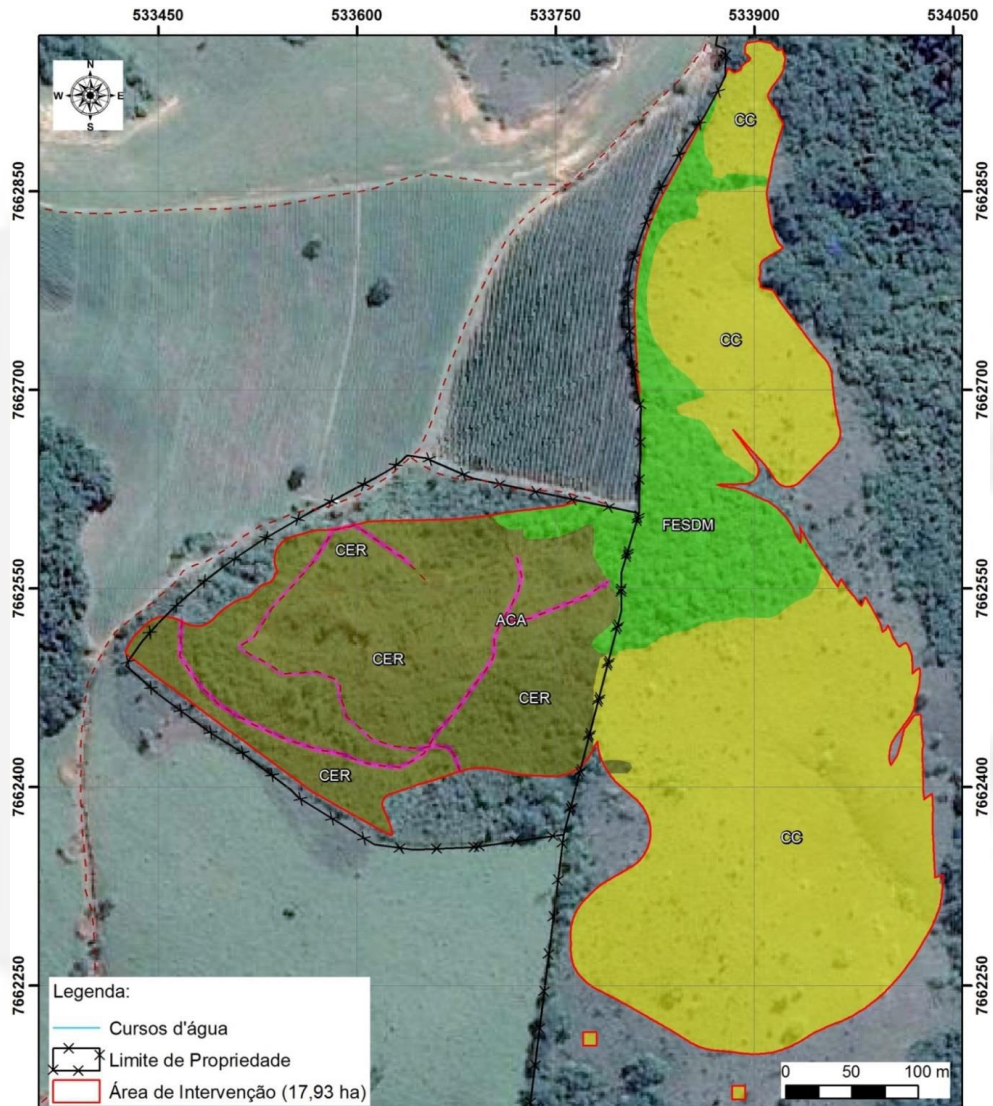 533450 533600 533750 533900 534050
N
W E
S
CC
7662850 7662850
CC
7662700 7662700
FESDM
CER
7662550 7662550
ACA
CER
CER
CER
7662400 7662400
CC
7662250 7662250
Legenda:
Cursos d'água
Limite de Propriedade
Área de Intervenção (17,93 ha)
0 50 100 m